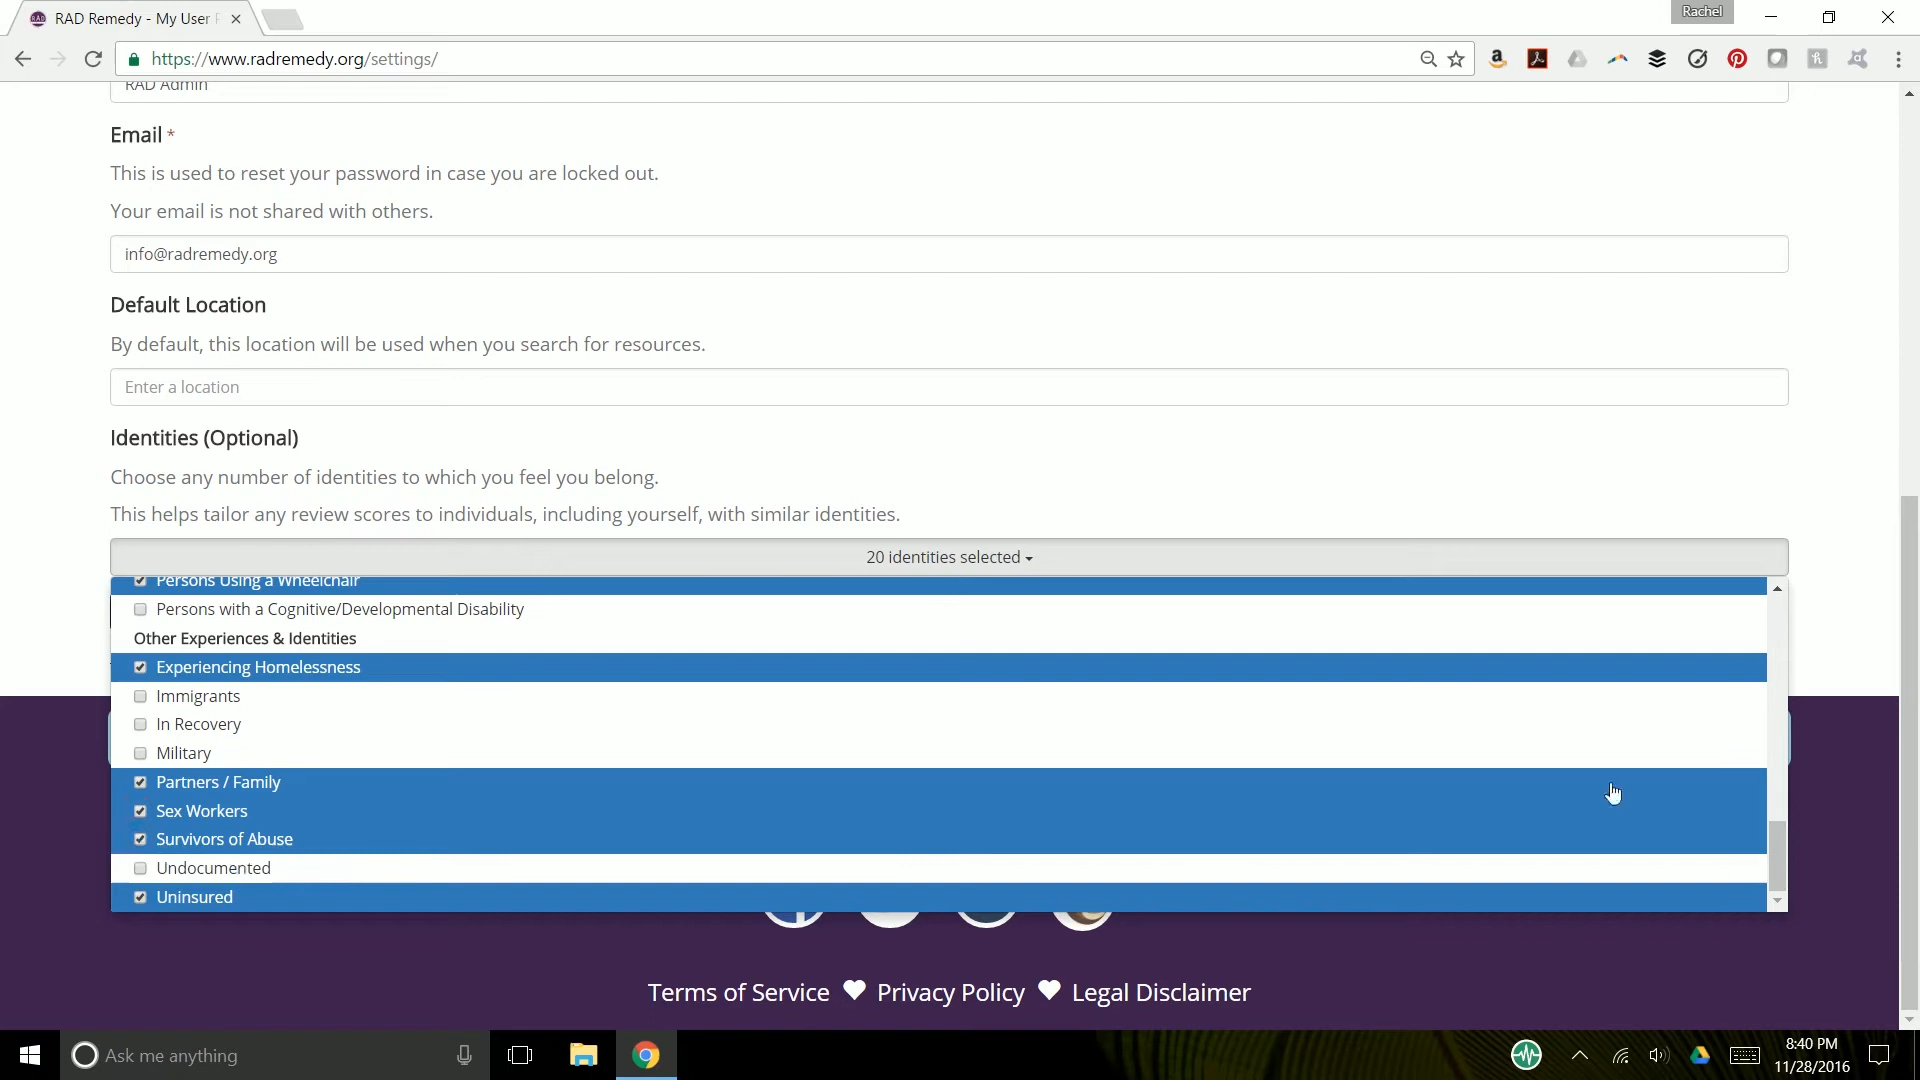 RAD Remedy - My User
Rachel
https://www.radremedy.org/settings/
RAD Admin
Email *
This is used to reset your password in case you are locked out.
Your email is not shared with others.
info@radremedy.org
Default Location
By default, this location will be used when you search for resources.
Enter a location
Identities (Optional)
Choose any number of identities to which you feel you belong.
This helps tailor any review scores to individuals, including yourself, with similar identities.
20 identities selected
Persons Using a Wheelchair
Persons with a Cognitive/Developmental Disability
Other Experiences & Identities
Experiencing Homelessness
Immigrants
In Recovery
Military
Partners / Family
Sex Workers
Survivors of Abuse
Undocumented
Uninsured
Terms of Service Privacy Policy Legal Disclaimer
Ask me anything
8:40 PM
11/28/2016